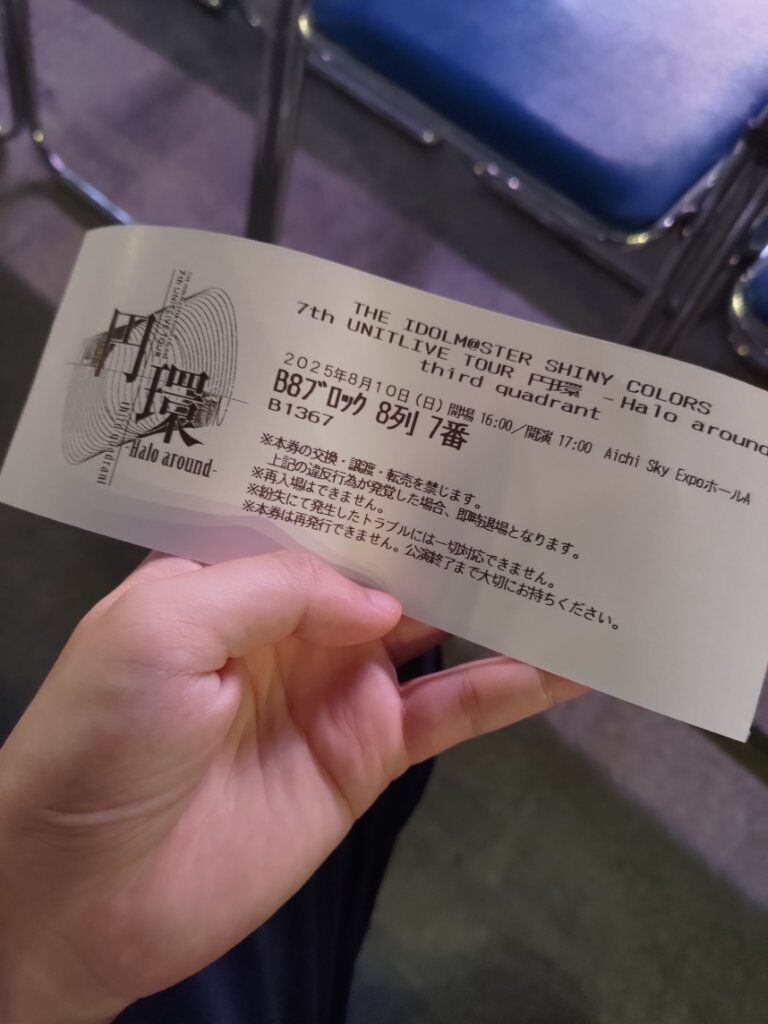 THE IDOLM@STER SHINY COLORS
7th UNITLIVE TOUR 円環 -Halo around
third quadrant
2025年8月10日(日) 開場 16:00/開演 17:00 Aichi Sky ExpoホールA
B8ブロック 8列 7番
B1367
※本券の交換・譲渡・転売を禁じます。
上記の違反行為が発覚した場合、即時退場となります。
※再入場はできません。
※紛失にて発生したトラブルには一切対応できません。
※本券は再発行できません。公演終了まで大切にお持ちください。
7th UNITLIVE TOUR
円環
-Halo around-
third quadrant